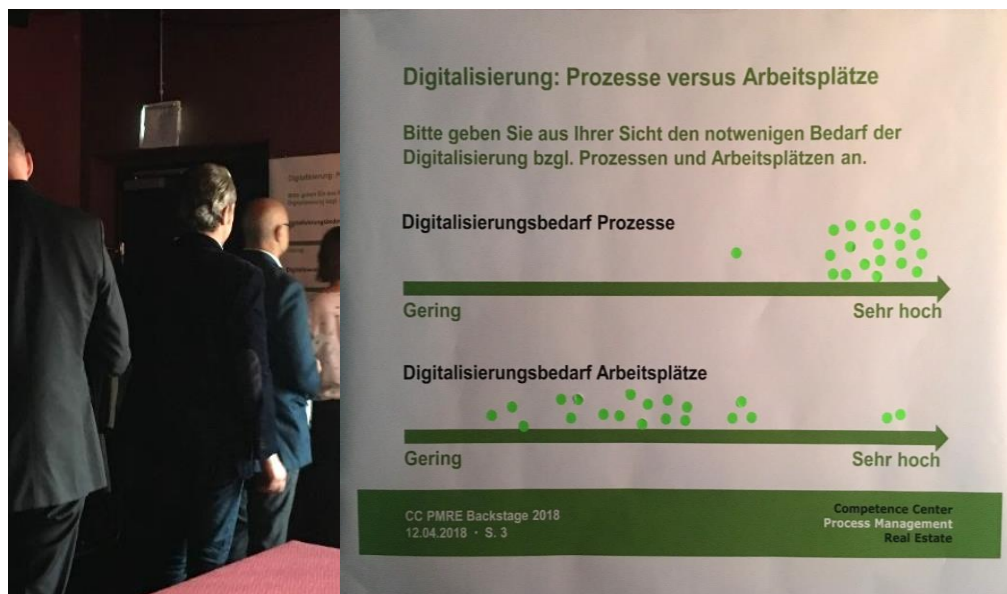 Digitalisierung: Prozesse versus Arbeitsplätze
Bitte geben Sie aus Ihrer Sicht den notwenigen Bedarf der
Digitalisierung bzgl. Prozessen und Arbeitsplätzen an.
Digitalisierungsbedarf Prozesse
Gering
Sehr hoch
Digitalisierungsbedarf Arbeitsplätze
Gering
Sehr hoch
CC PMRE Backstage 2018
12.04.2018 · S. 3
Competence Center
Process Management
Real Estate